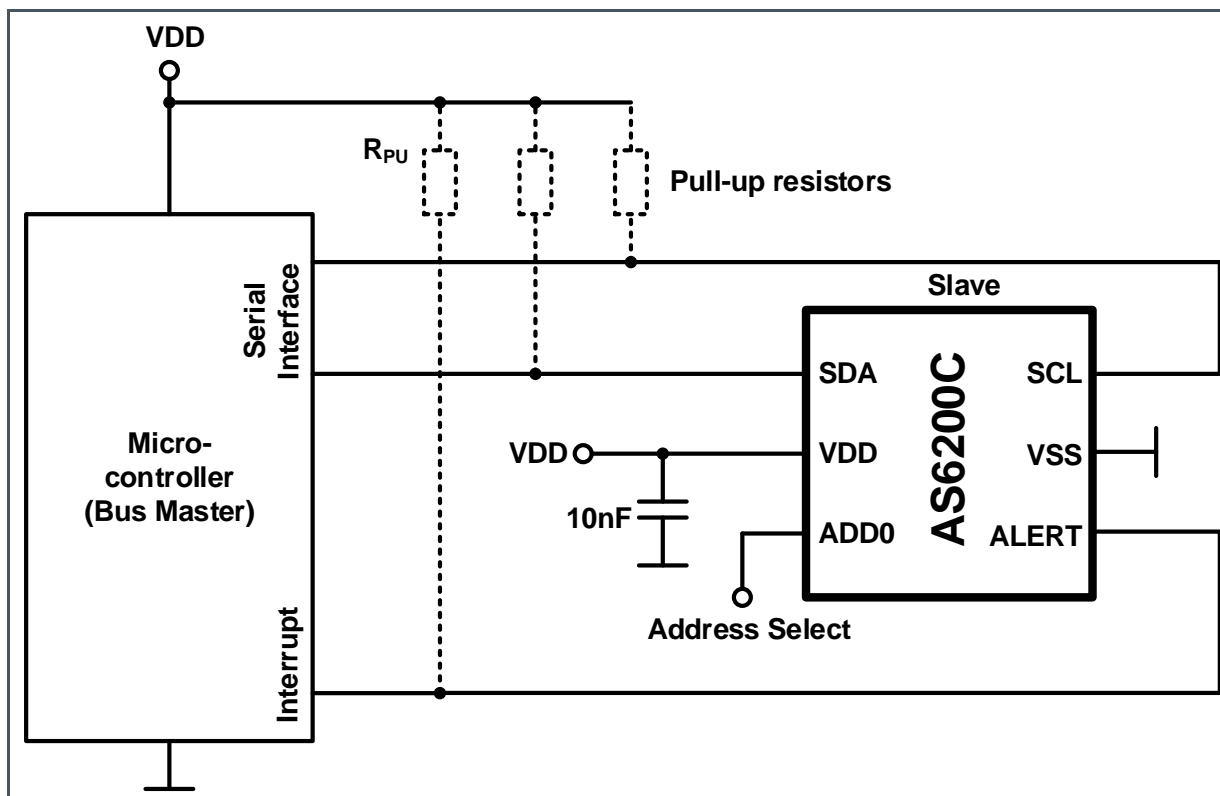 VDD
RPU
Pull-up resistors
Serial
Interface
Slave
SDA
SCL
AS6200C
Micro-
controller
(Bus Master)
VDD
VDD
VSS
10nF
ADD0
ALERT
Address Select
Interrupt